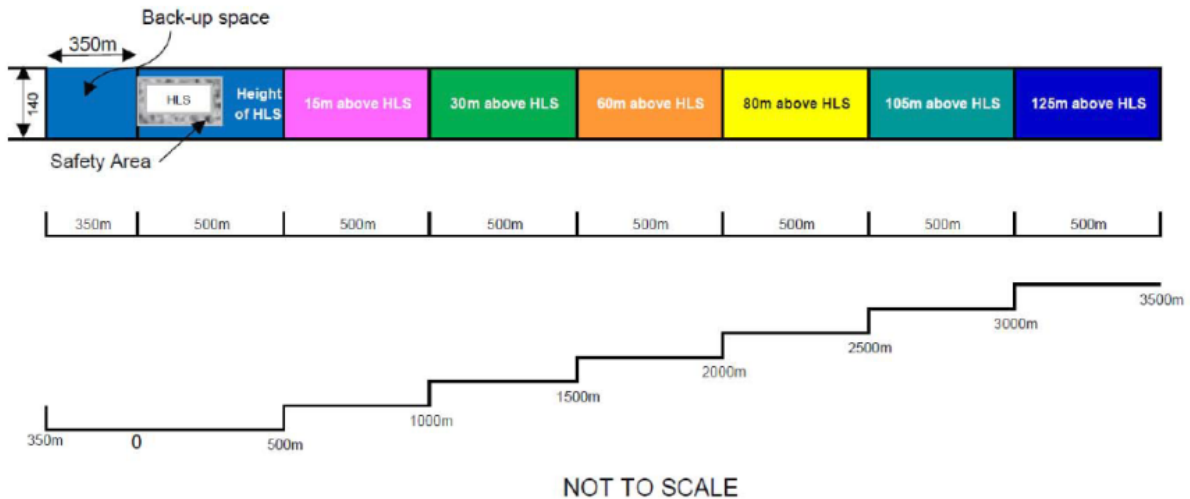 Back-up space
350m
140
HLS
Height
of HLS
15m above HLS
30m above HLS
60m above HLS
80m above HLS
105m above HLS
125m above HLS
Safety Area
350m
500m
500m
500m
500m
500m
500m
500m
3500m
3000m
2500m
2000m
1500m
1000m
350m
0
500m
NOT TO SCALE